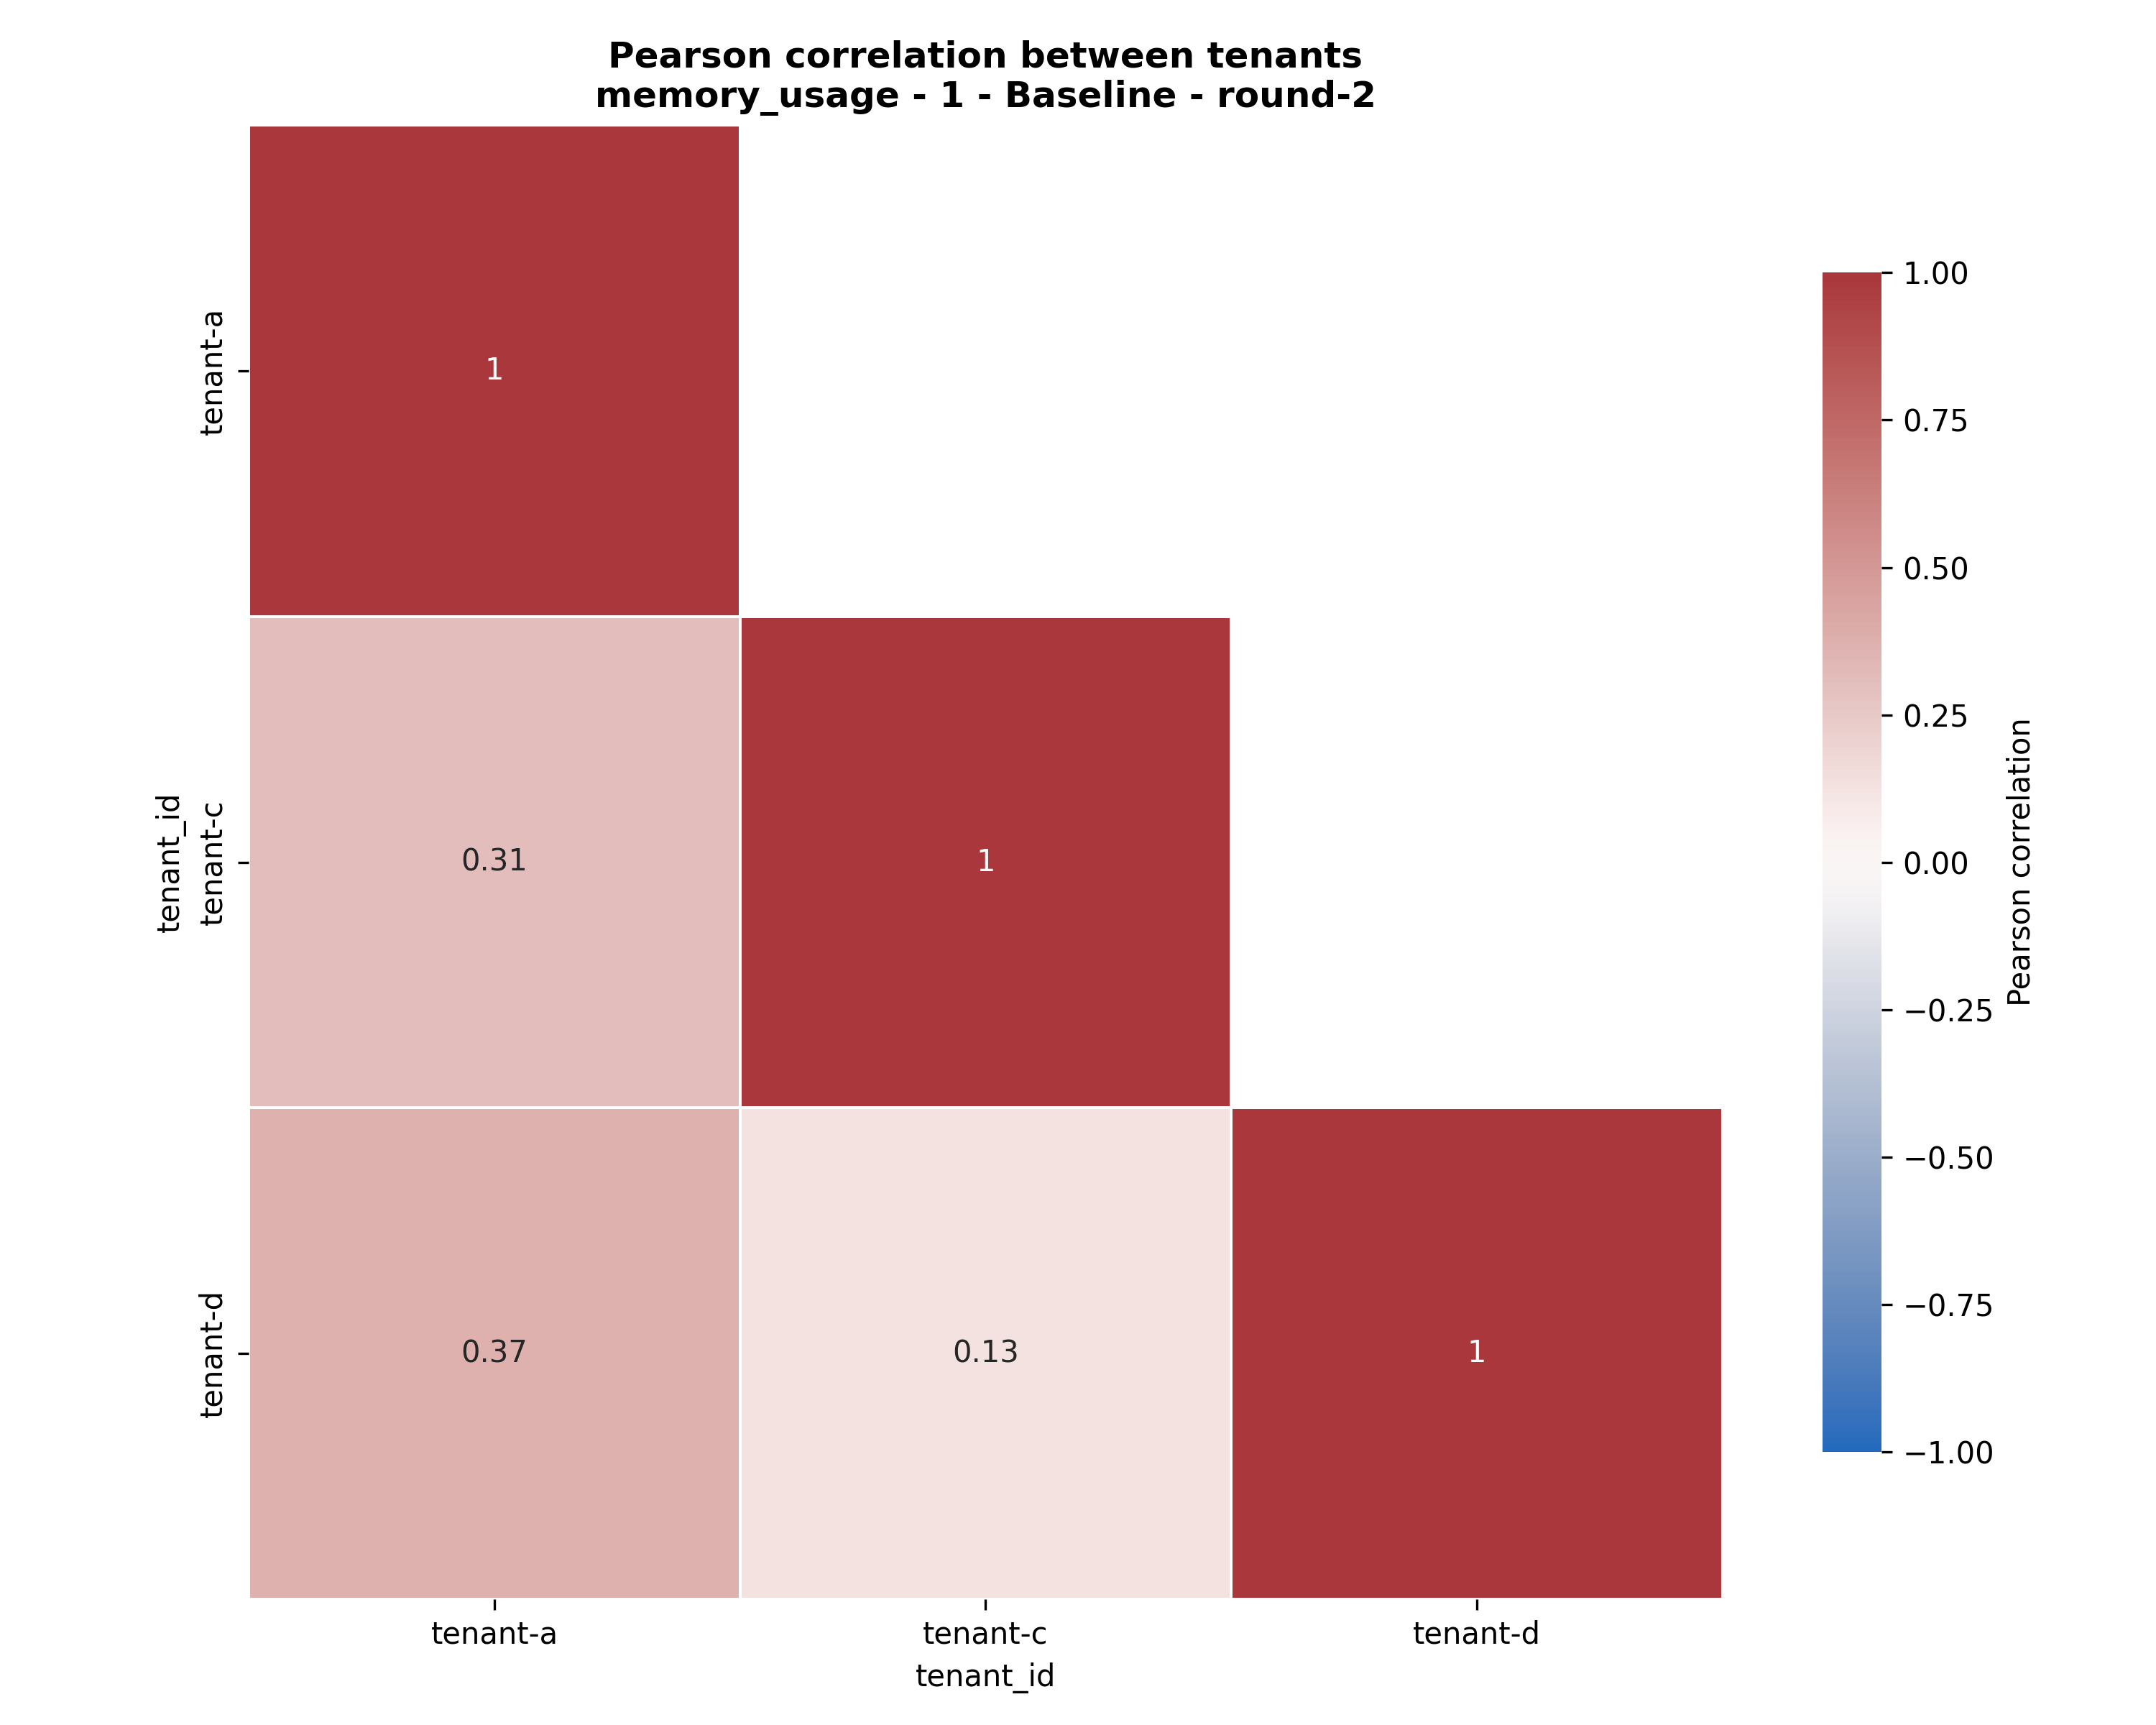 Pearson correlation between tenants
memory_usage - 1 - Baseline - round-2
tenant-a
1
tenant_id
tenant-c
0.31
1
tenant-d
0.37
0.13
1
tenant-a
tenant-c
tenant-d
tenant_id
1.00
0.75
0.50
0.25
0.00
−0.25
−0.50
−0.75
−1.00
Pearson correlation